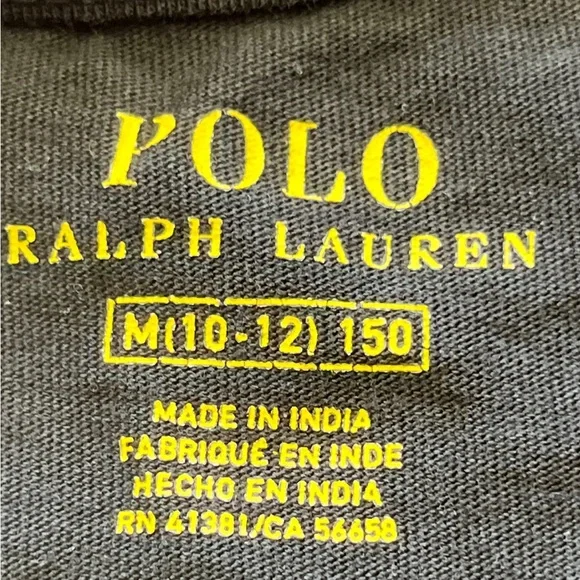 POLO
RALPH LAUREN
M(10-12) 150
MADE IN INDIA
FABRIQUÉ EN INDE
HECHO EN INDIA
RN 41381/CA 56658